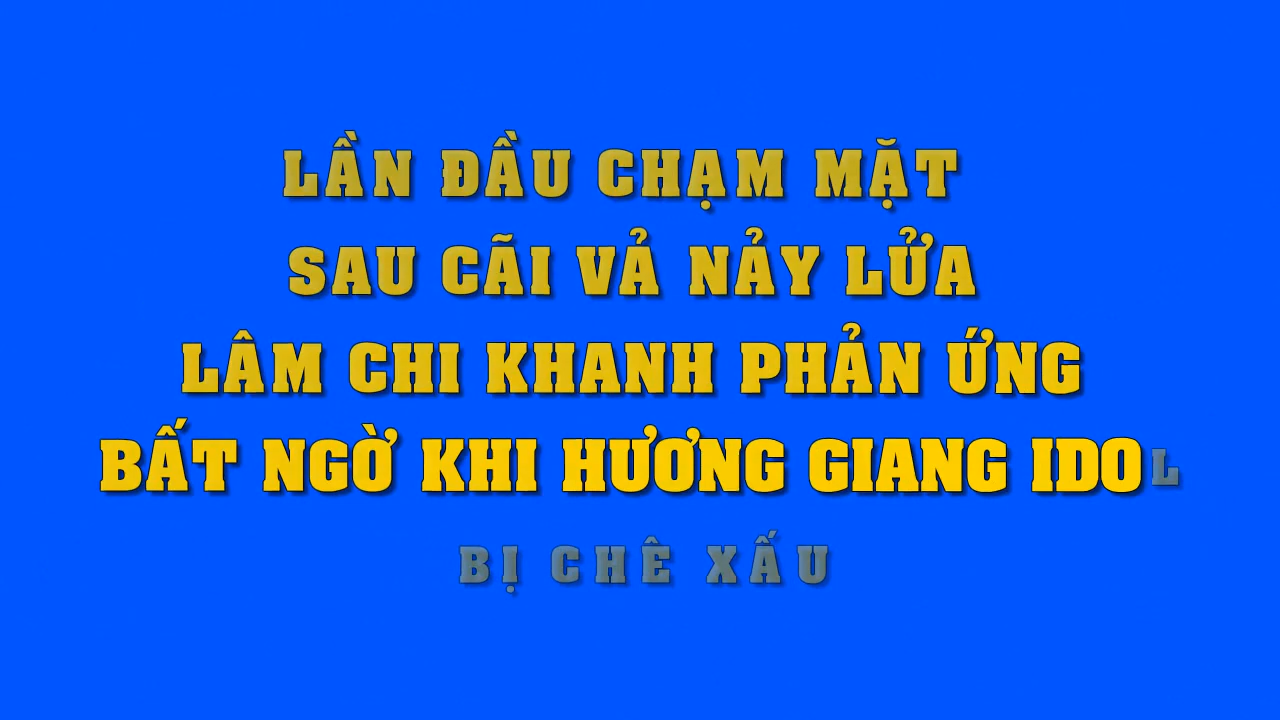 LẦN ĐẦU CHẠM MẶT
SAU CÃI VẢ NẢY LỬA
LÂM CHI KHANH PHẢN ỨNG
BẤT NGỜ KHI HƯƠNG GIANG IDOL
BỊ CHÊ XẤU